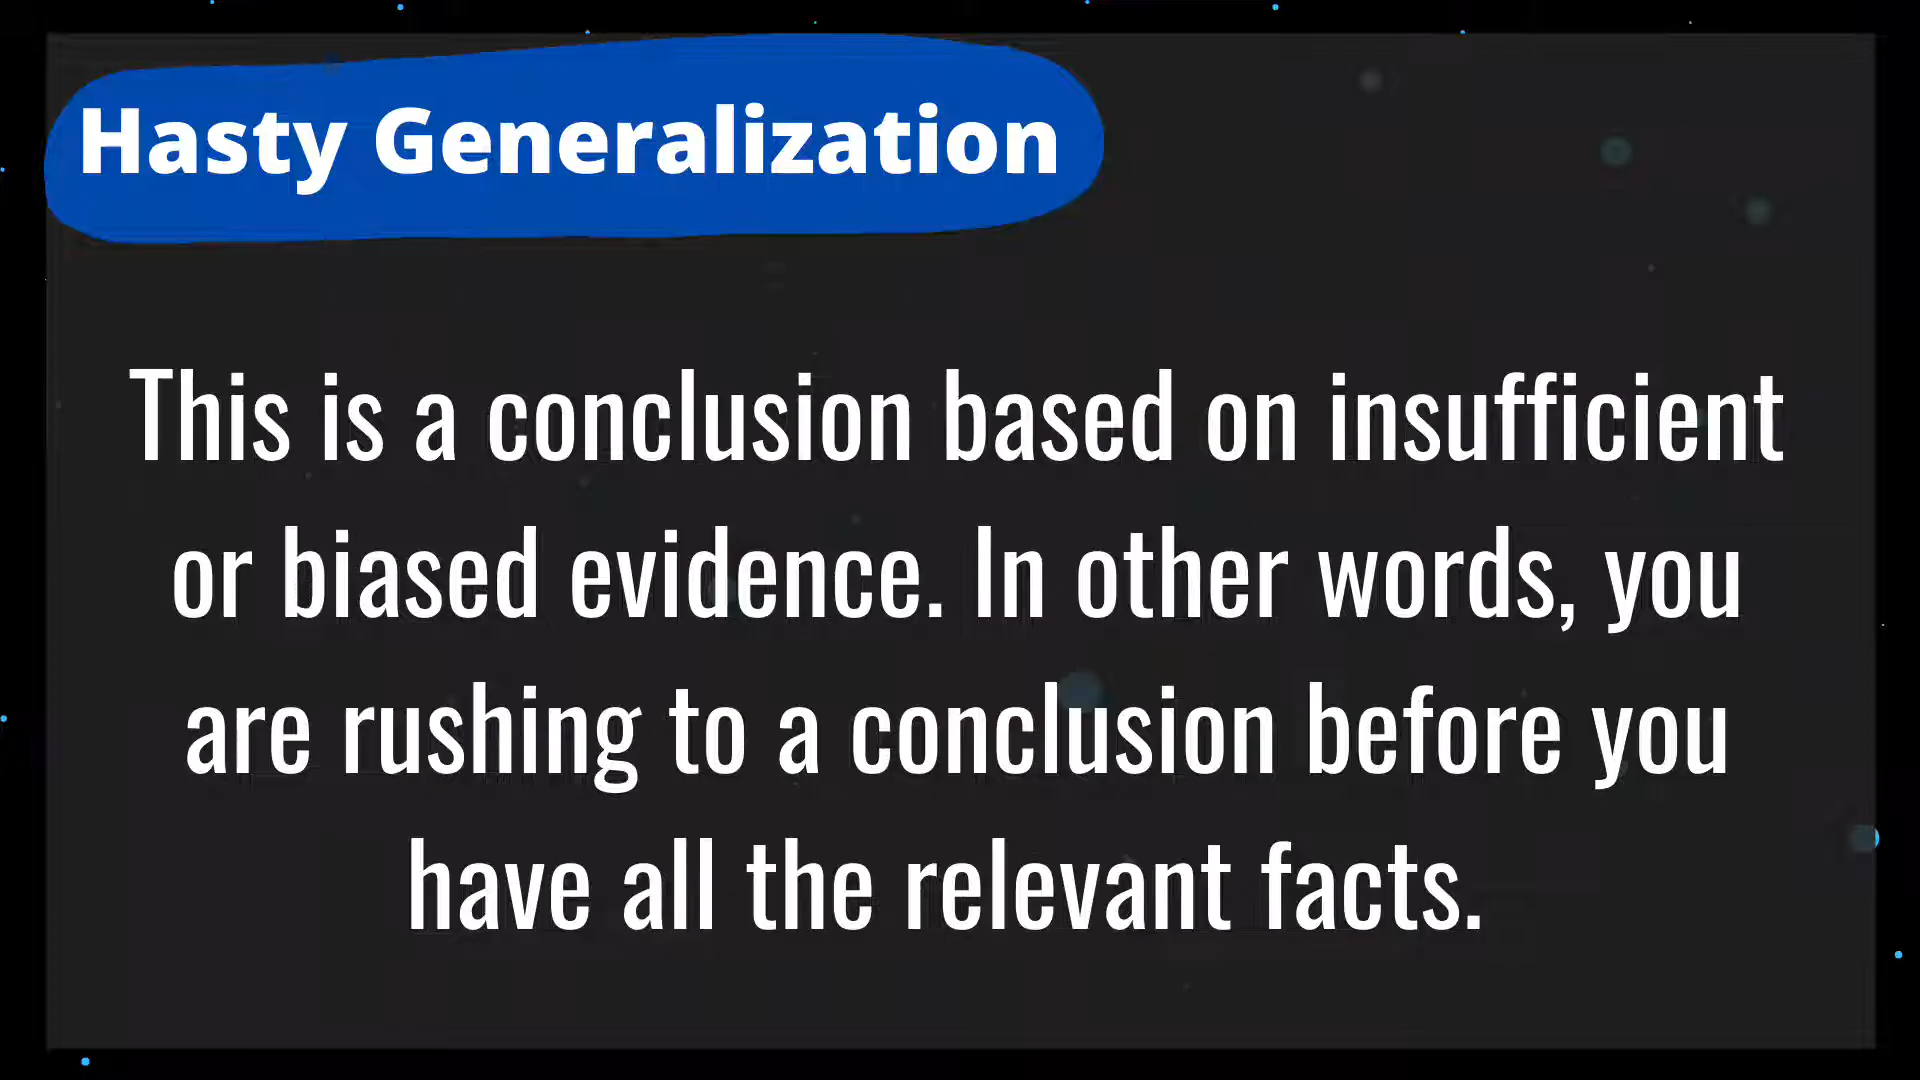 Hasty Generalization
This is a conclusion based on insufficient
or biased evidence. In other words, you
are rushing to a conclusion before you
have all the relevant facts.